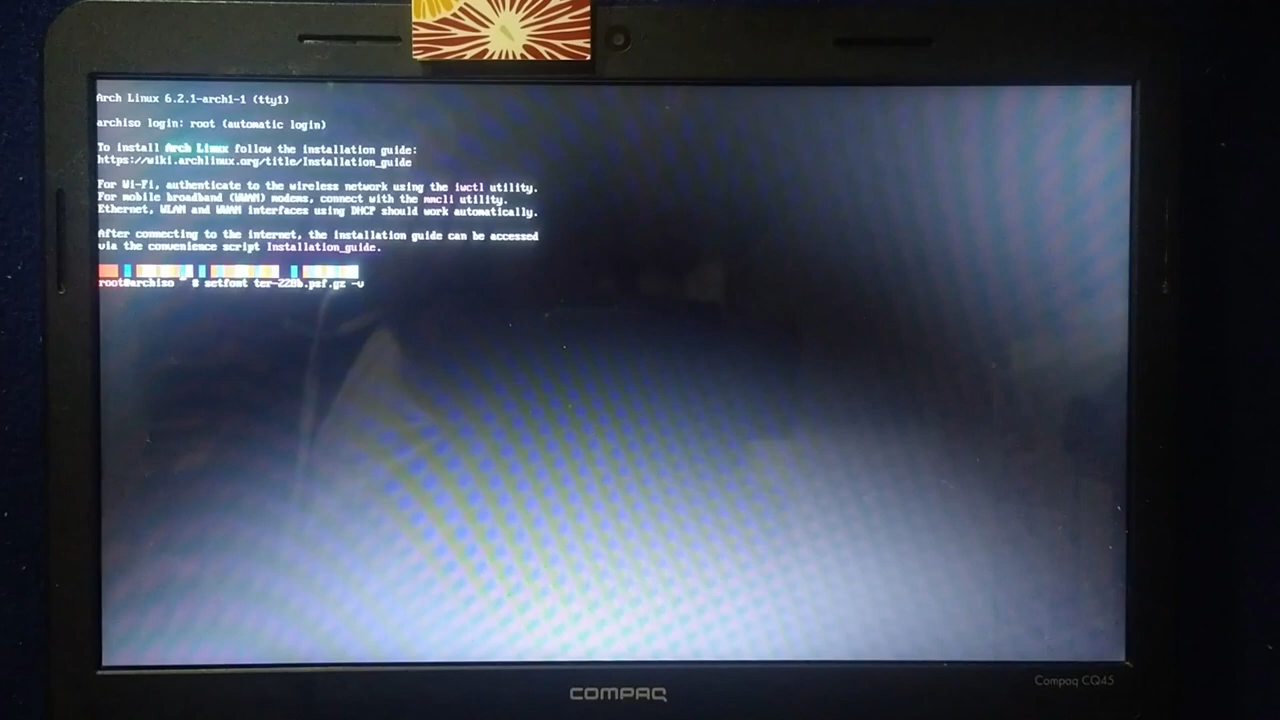 Arch Linux 6.2.1-arch1-1 (tty1)
archiso login: root (automatic login)
To install Arch Linux follow the installation guide:
https://wiki.archlinux.org/title/Installation_guide
For Wi-Fi, authenticate to the wireless network using the iwctl utility.
For mobile broadband (WWAN) modems, connect with the mmcli utility.
Ethernet, WLAN and WWAN interfaces using DHCP should work automatically.
After connecting to the internet, the installation guide can be accessed
via the convenience script Installation_guide.
root@archiso ~ # setfont ter-228b.psf.gz -v
Compaq CQ45
COMPAQ